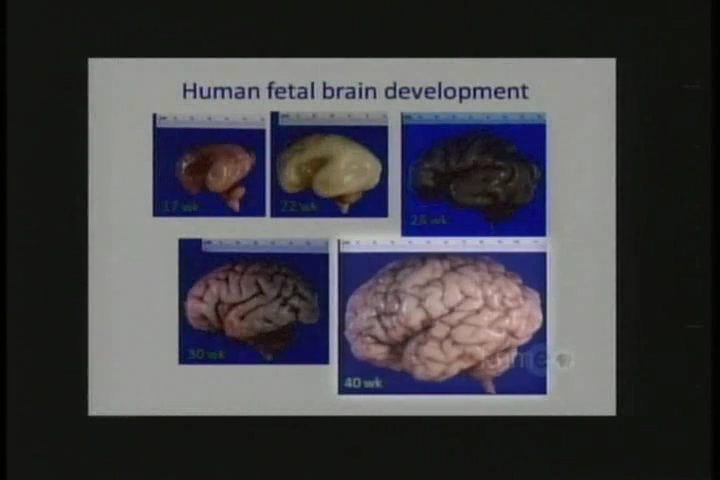 Human fetal brain development
17 wk
22 wk
30 wk
40 wk